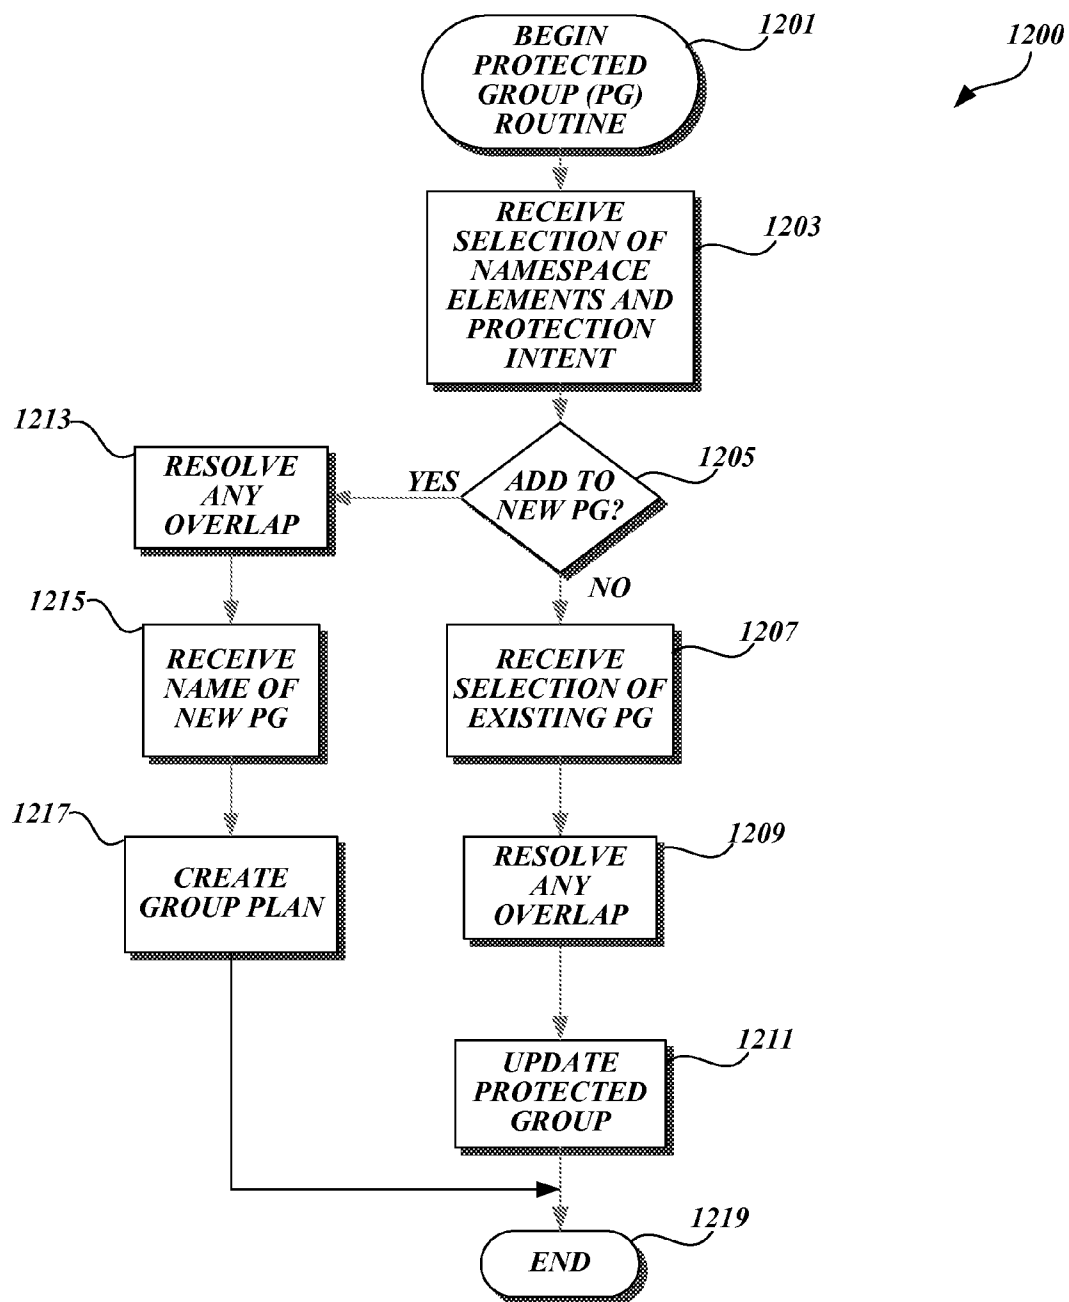 BEGIN
PROTECTED
GROUP (PG)
ROUTINE
1201
1200
RECEIVE
SELECTION OF
NAMESPACE
ELEMENTS AND
PROTECTION
INTENT
1203
ADD TO
NEW PG?
1205
YES
NO
RESOLVE
ANY
OVERLAP
1213
RECEIVE
NAME OF
NEW PG
1215
CREATE
GROUP PLAN
1217
RECEIVE
SELECTION OF
EXISTING PG
1207
RESOLVE
ANY
OVERLAP
1209
UPDATE
PROTECTED
GROUP
1211
END
1219